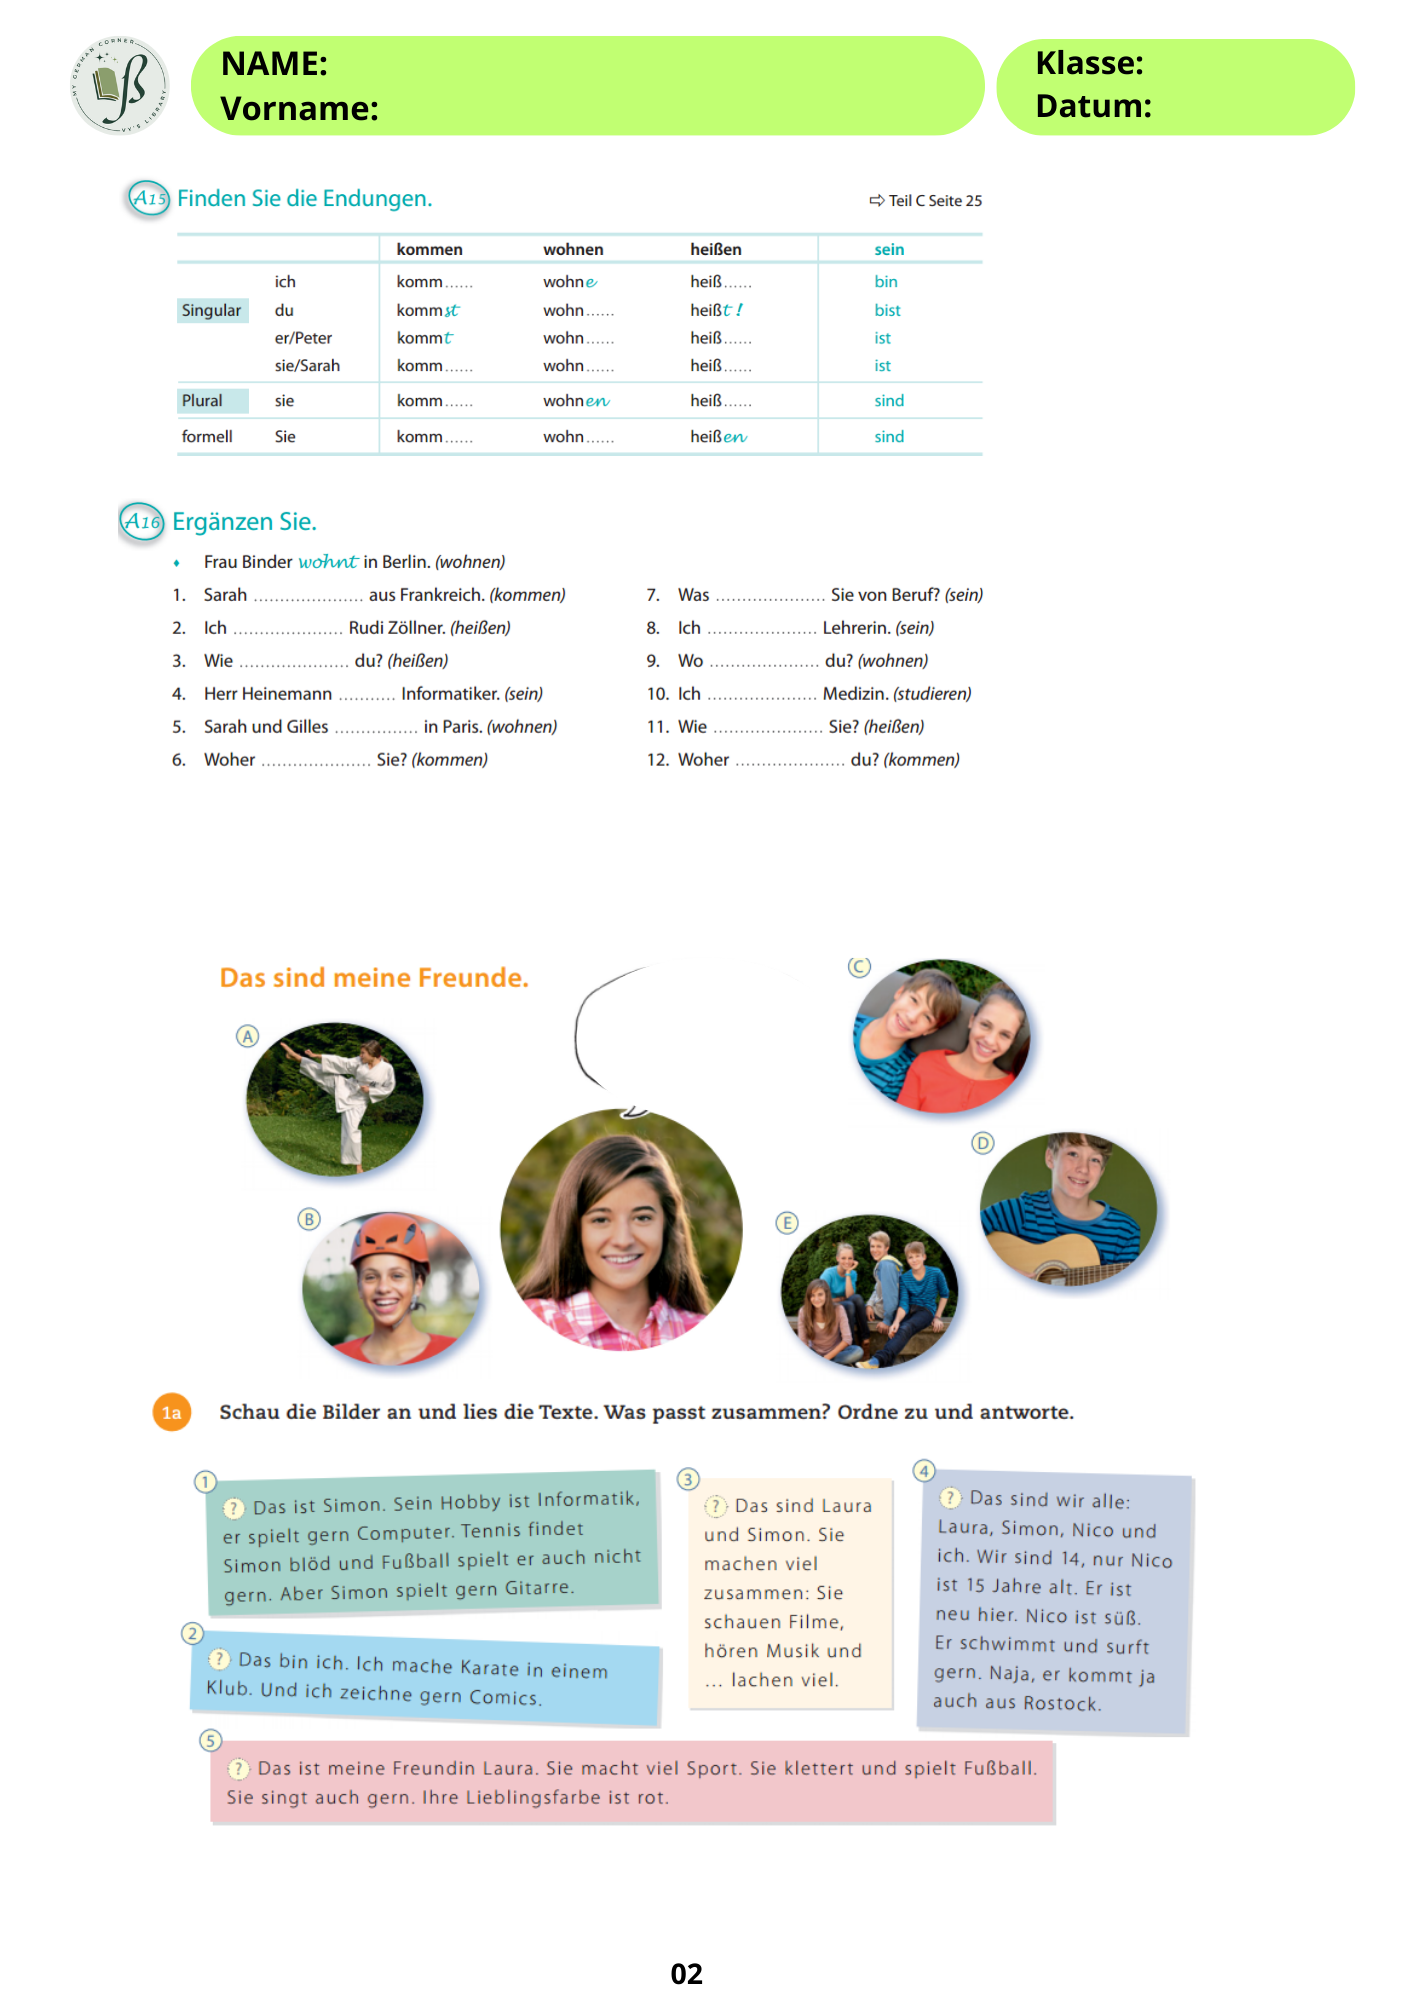 MY GERMAN CORNER
ß
VY'S LIBRARY
NAME:
Vorname:
Klasse:
Datum:
A15 Finden Sie die Endungen.
⇨ Teil C Seite 25
kommen wohnen heißen sein
ich komm...... wohne heiß...... bin
Singular du kommst wohn...... heißt! bist
er/Peter kommt wohn...... heiß...... ist
sie/Sarah komm...... wohn...... heiß...... ist
Plural sie komm...... wohnen heiß...... sind
formell Sie komm...... wohn...... heißen sind
A16 Ergänzen Sie.
♦ Frau Binder wohnt in Berlin. (wohnen)
1. Sarah ..................... aus Frankreich. (kommen)
2. Ich ..................... Rudi Zöllner. (heißen)
3. Wie ..................... du? (heißen)
4. Herr Heinemann ........... Informatiker. (sein)
5. Sarah und Gilles ................ in Paris. (wohnen)
6. Woher ..................... Sie? (kommen)
7. Was ..................... Sie von Beruf? (sein)
8. Ich ..................... Lehrerin. (sein)
9. Wo ..................... du? (wohnen)
10. Ich ..................... Medizin. (studieren)
11. Wie ..................... Sie? (heißen)
12. Woher ..................... du? (kommen)
Das sind meine Freunde.
A
B
C
D
E
1a Schau die Bilder an und lies die Texte. Was passt zusammen? Ordne zu und antworte.
1
? Das ist Simon. Sein Hobby ist Informatik,
er spielt gern Computer. Tennis findet
Simon blöd und Fußball spielt er auch nicht
gern. Aber Simon spielt gern Gitarre.
2
? Das bin ich. Ich mache Karate in einem
Klub. Und ich zeichne gern Comics.
3
? Das sind Laura
und Simon. Sie
machen viel
zusammen: Sie
schauen Filme,
hören Musik und
... lachen viel.
4
? Das sind wir alle:
Laura, Simon, Nico und
ich. Wir sind 14, nur Nico
ist 15 Jahre alt. Er ist
neu hier. Nico ist süß.
Er schwimmt und surft
gern. Naja, er kommt ja
auch aus Rostock.
5
? Das ist meine Freundin Laura. Sie macht viel Sport. Sie klettert und spielt Fußball.
Sie singt auch gern. Ihre Lieblingsfarbe ist rot.
02